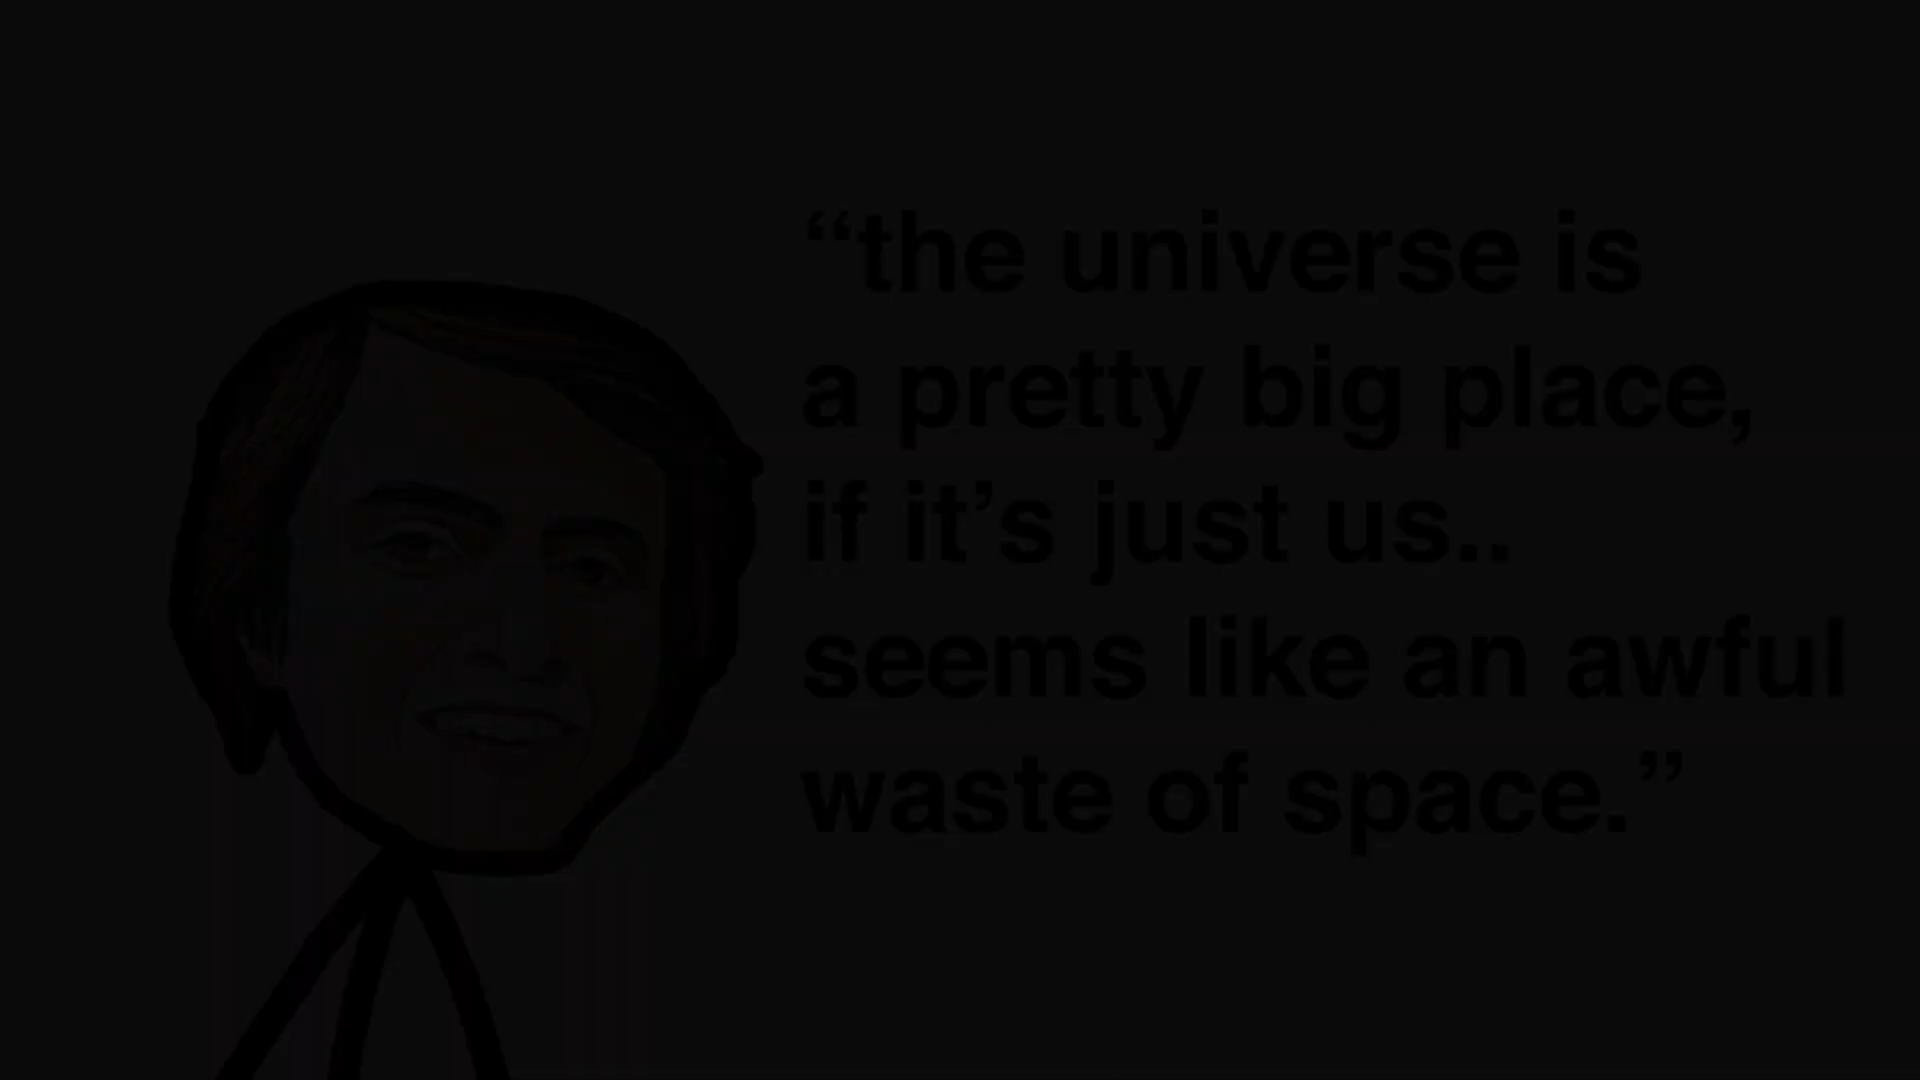 “the universe is
a pretty big place,
if it’s just us..
seems like an awful
waste of space.”